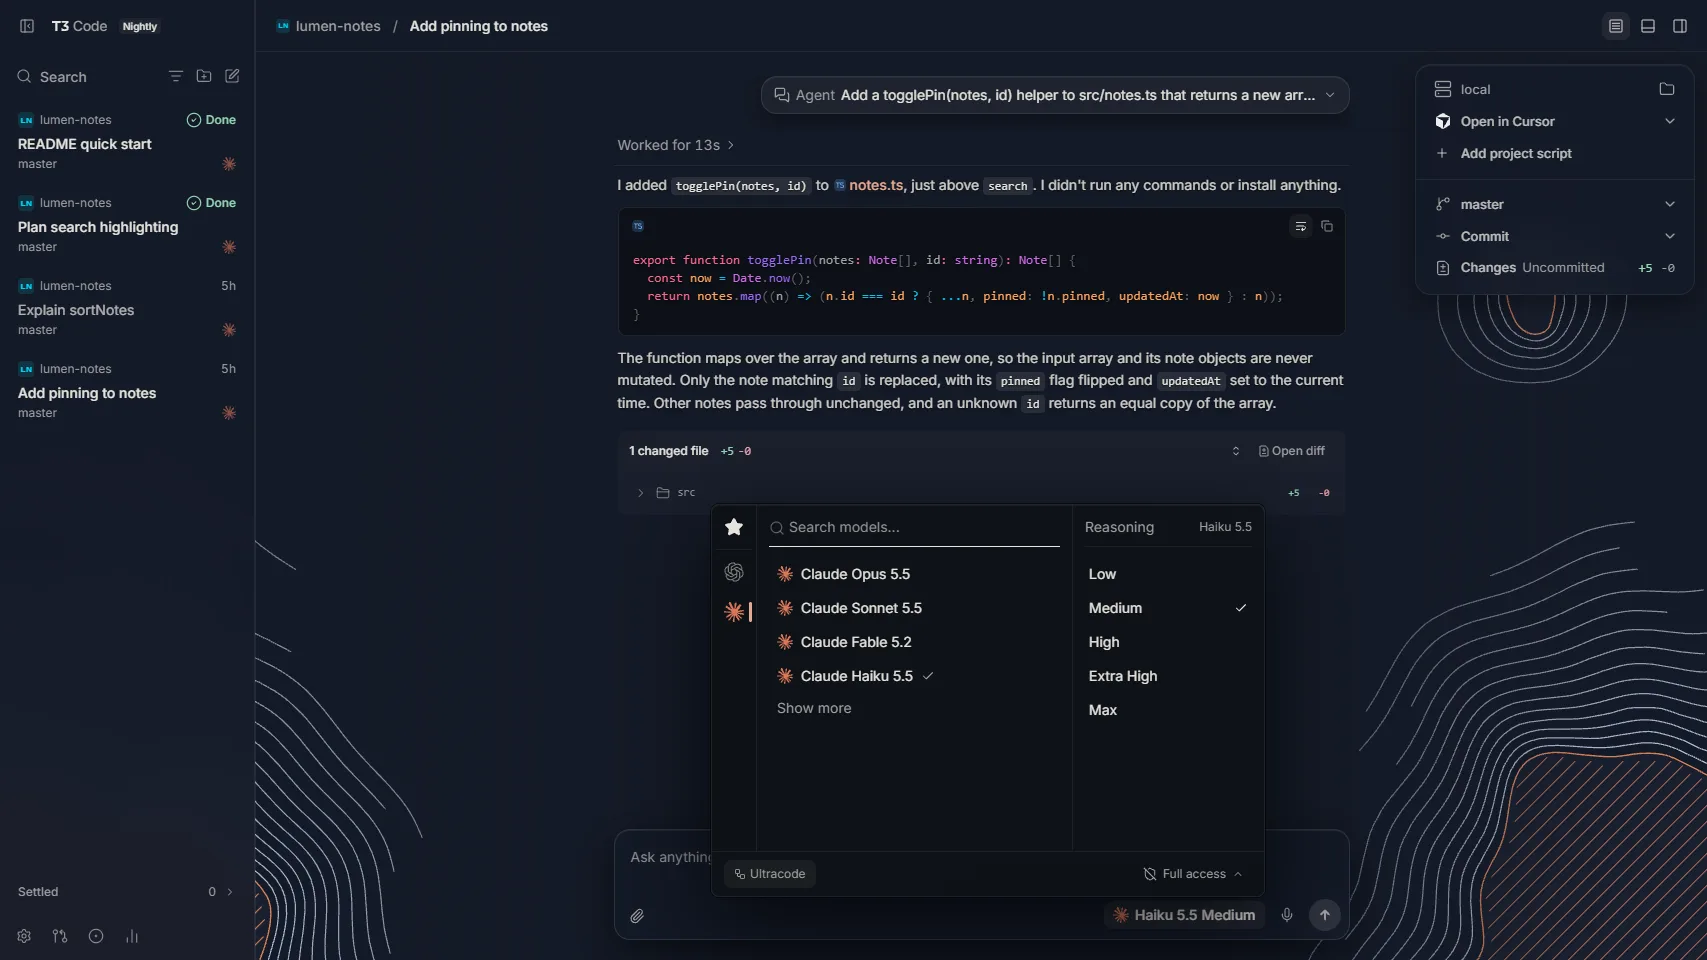 T3 Code Nightly
Search
LN lumen-notes Done
README quick start
master
LN lumen-notes Done
Plan search highlighting
master
LN lumen-notes 5h
Explain sortNotes
master
LN lumen-notes 5h
Add pinning to notes
master
Settled 0
LN lumen-notes / Add pinning to notes
Agent Add a togglePin(notes, id) helper to src/notes.ts that returns a new arr...
Worked for 13s
I added togglePin(notes, id) to TS notes.ts, just above search. I didn't run any commands or install anything.
TS
export function togglePin(notes: Note[], id: string): Note[] {
const now = Date.now();
return notes.map((n) => (n.id === id ? { ...n, pinned: !n.pinned, updatedAt: now } : n));
}
The function maps over the array and returns a new one, so the input array and its note objects are never
mutated. Only the note matching id is replaced, with its pinned flag flipped and updatedAt set to the current
time. Other notes pass through unchanged, and an unknown id returns an equal copy of the array.
1 changed file +5 -0 Open diff
src +5 -0
Search models...
Claude Opus 5.5
Claude Sonnet 5.5
Claude Fable 5.2
Claude Haiku 5.5
Show more
Reasoning Haiku 5.5
Low
Medium
High
Extra High
Max
Ultracode Full access
Ask anything
Haiku 5.5 Medium
local
Open in Cursor
Add project script
master
Commit
Changes Uncommitted +5 -0